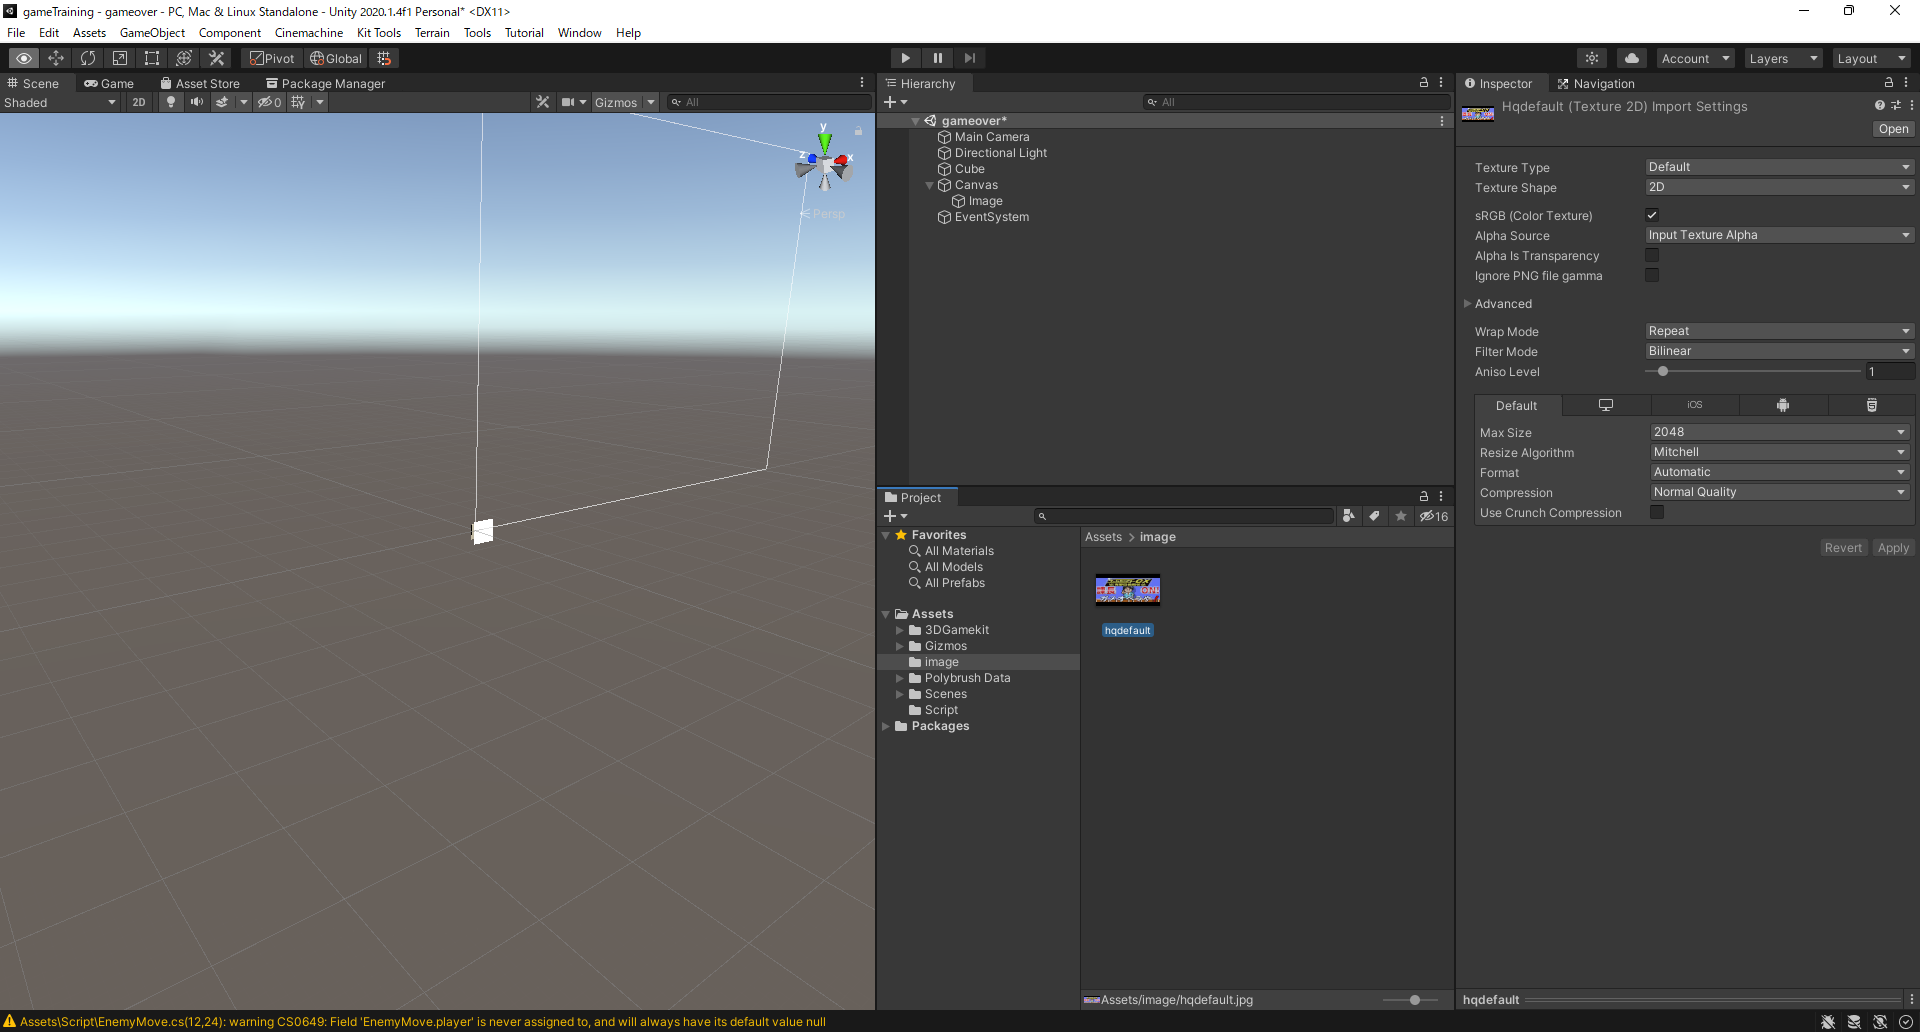 gameTraining - gameover - PC, Mac & Linux Standalone - Unity 2020.1.4f1 Personal* <DX11>
File Edit Assets GameObject Component Cinemachine Kit Tools Terrain Tools Tutorial Window Help
Pivot Global Account Layers Layout
Scene Game Asset Store Package Manager
Shaded 2D 0 Gizmos All
y
z x
Persp
Hierarchy
All
gameover*
Main Camera
Directional Light
Cube
Canvas
Image
EventSystem
Project
16
Favorites
All Materials
All Models
All Prefabs
Assets
3DGamekit
Gizmos
image
Polybrush Data
Scenes
Script
Packages
Assets > image
hqdefault
Assets/image/hqdefault.jpg
Inspector Navigation
Hqdefault (Texture 2D) Import Settings
Open
Texture Type Default
Texture Shape 2D
sRGB (Color Texture)
Alpha Source Input Texture Alpha
Alpha Is Transparency
Ignore PNG file gamma
Advanced
Wrap Mode Repeat
Filter Mode Bilinear
Aniso Level 1
Default iOS
Max Size 2048
Resize Algorithm Mitchell
Format Automatic
Compression Normal Quality
Use Crunch Compression
Revert Apply
hqdefault
Assets\Script\EnemyMove.cs(12,24): warning CS0649: Field 'EnemyMove.player' is never assigned to, and will always have its default value null